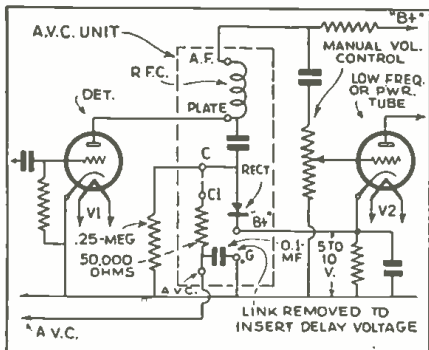 "B+"
A.V.C. UNIT
A.F.
MANUAL VOL.
CONTROL
R.F.C.
LOW FREQ.
OR PWR.
TUBE
DET.
PLATE
C
RECT
C1
V1
"B+"
V2
.25-MEG
50,000
OHMS
G
0.1-
MF
5 TO
10
V.
A.V.C.
LINK REMOVED TO
INSERT DELAY VOLTAGE
"A.V.C.